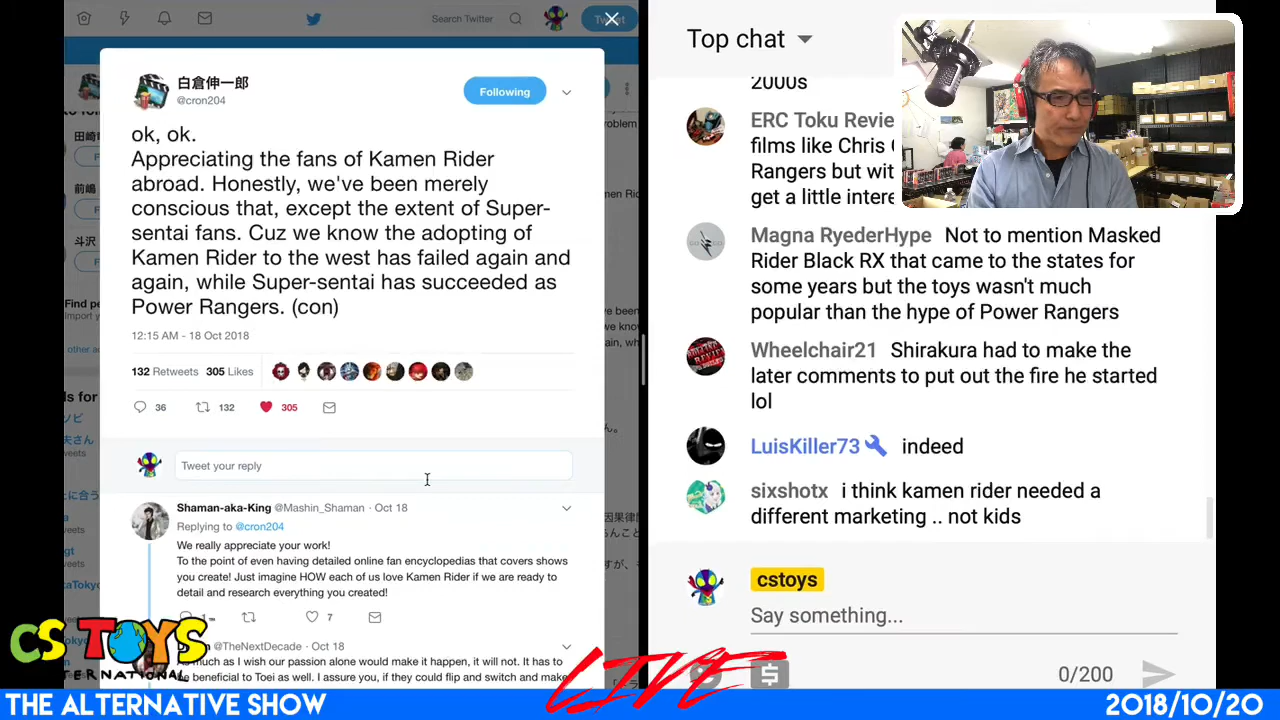 Search Twitter
Tweet
白倉伸一郎
@cron204
Following
ok, ok.
Appreciating the fans of Kamen Rider
abroad. Honestly, we've been merely
conscious that, except the extent of Super-
sentai fans. Cuz we know the adopting of
Kamen Rider to the west has failed again and
again, while Super-sentai has succeeded as
Power Rangers. (con)
12:15 AM - 18 Oct 2018
132 Retweets 305 Likes
36 132 305
Tweet your reply
Shaman-aka-King @Mashin_Shaman · Oct 18
Replying to @cron204
We really appreciate your work!
To the point of even having detailed online fan encyclopedias that covers shows
you create! Just imagine HOW each of us love Kamen Rider if we are ready to
detail and research everything you created!
7
@TheNextDecade · Oct 18
much as I wish our passion alone would make it happen, it will not. It has to
be beneficial to Toei as well. I assure you, if they could flip and switch and make
Top chat
2000s
ERC Toku Revie
films like Chris
Rangers but wit
get a little intere
Magna RyederHype Not to mention Masked
Rider Black RX that came to the states for
some years but the toys wasn't much
popular than the hype of Power Rangers
Wheelchair21 Shirakura had to make the
later comments to put out the fire he started
lol
LuisKiller73 indeed
sixshotx i think kamen rider needed a
different marketing .. not kids
cstoys
Say something...
0/200
CS TOYS
INTERNATIONAL
LIVE
THE ALTERNATIVE SHOW
2018/10/20